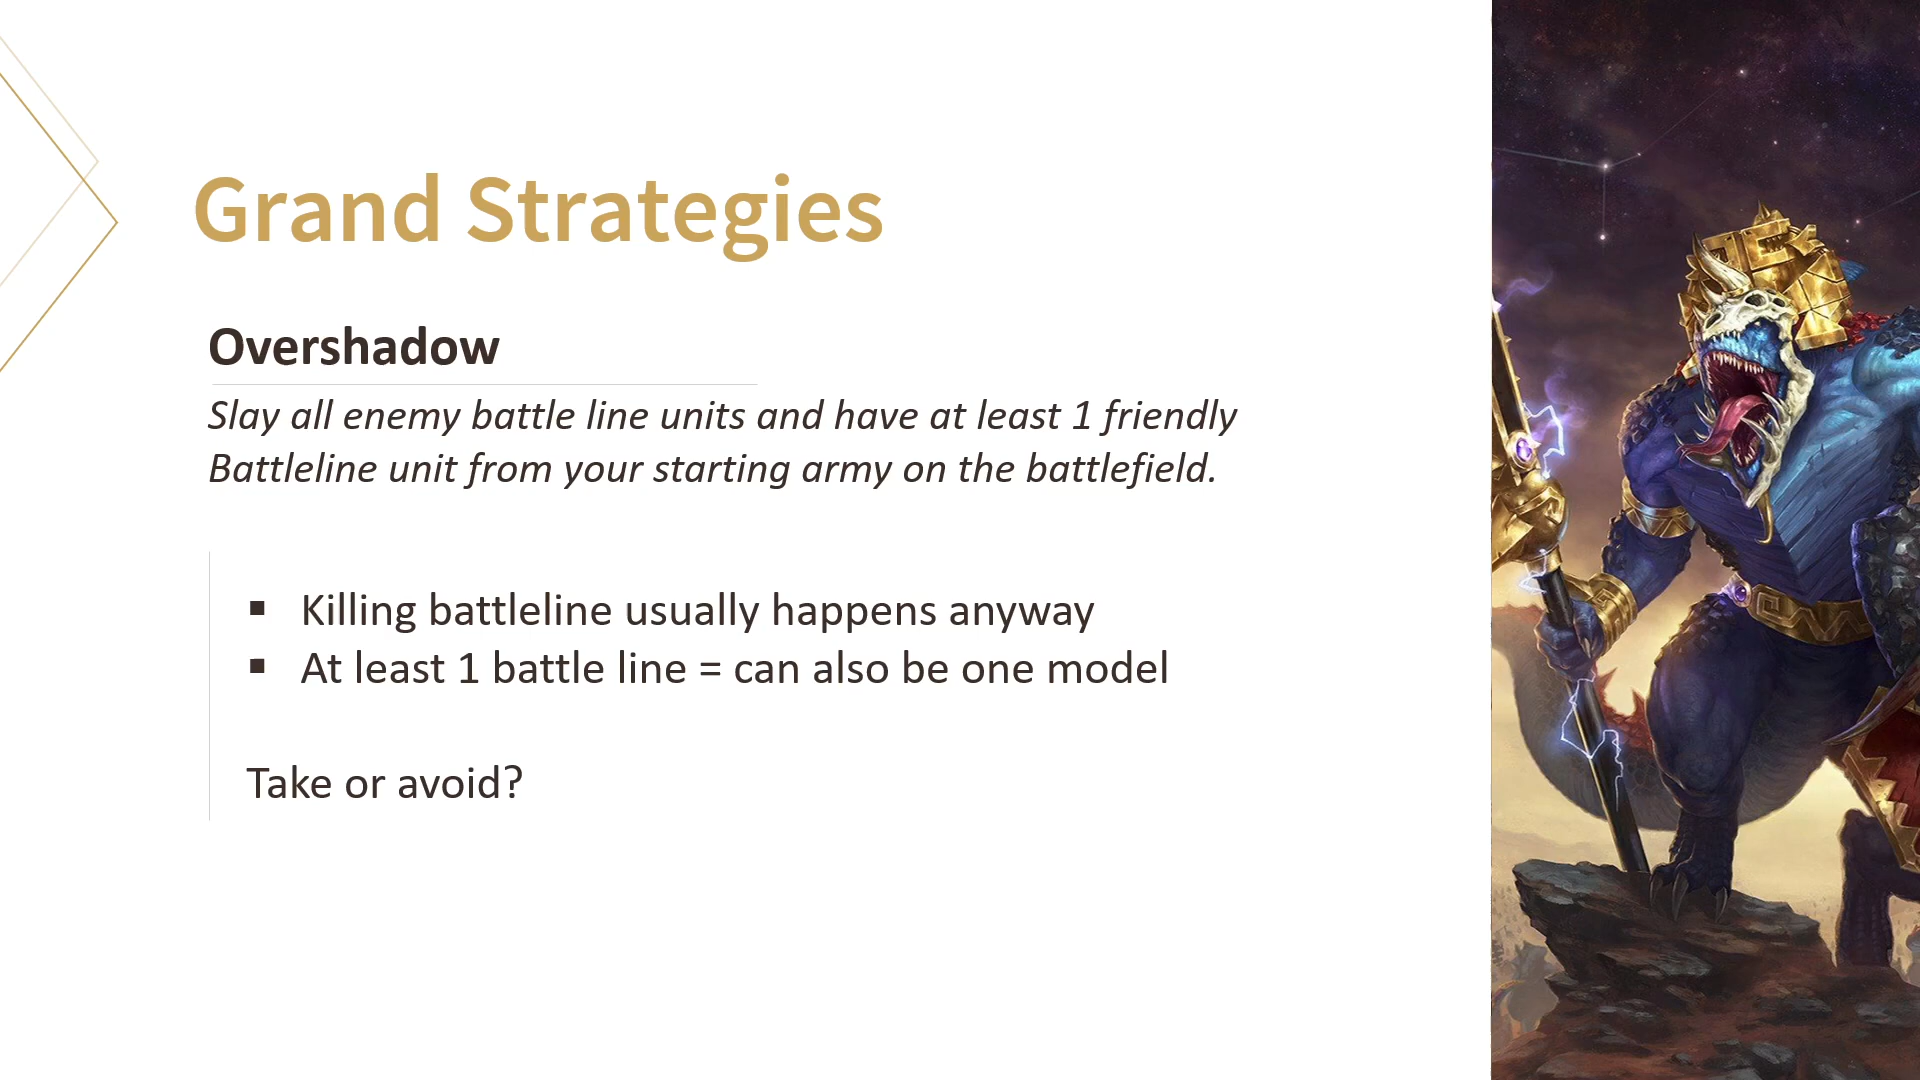 Grand Strategies
Overshadow
Slay all enemy battle line units and have at least 1 friendly
Battleline unit from your starting army on the battlefield.
▪ Killing battleline usually happens anyway
▪ At least 1 battle line = can also be one model
Take or avoid?